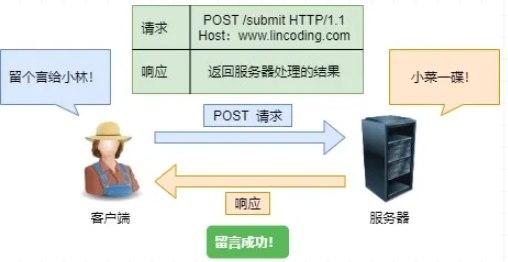 请求
POST /submit HTTP/1.1
Host：www.lincoding.com
响应
返回服务器处理的结果
留个言给小林！
小菜一碟！
POST 请求
响应
客户端
服务器
留言成功！